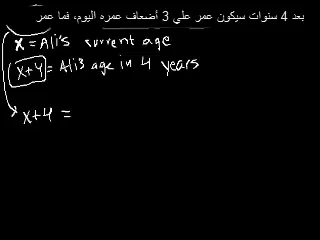 بعد 4 سنوات سيكون عمر علي 3 أضعاف عمره اليوم، فما عمر
x = Ali's current age
x+4 = Ali's age in 4 years
x+4 =